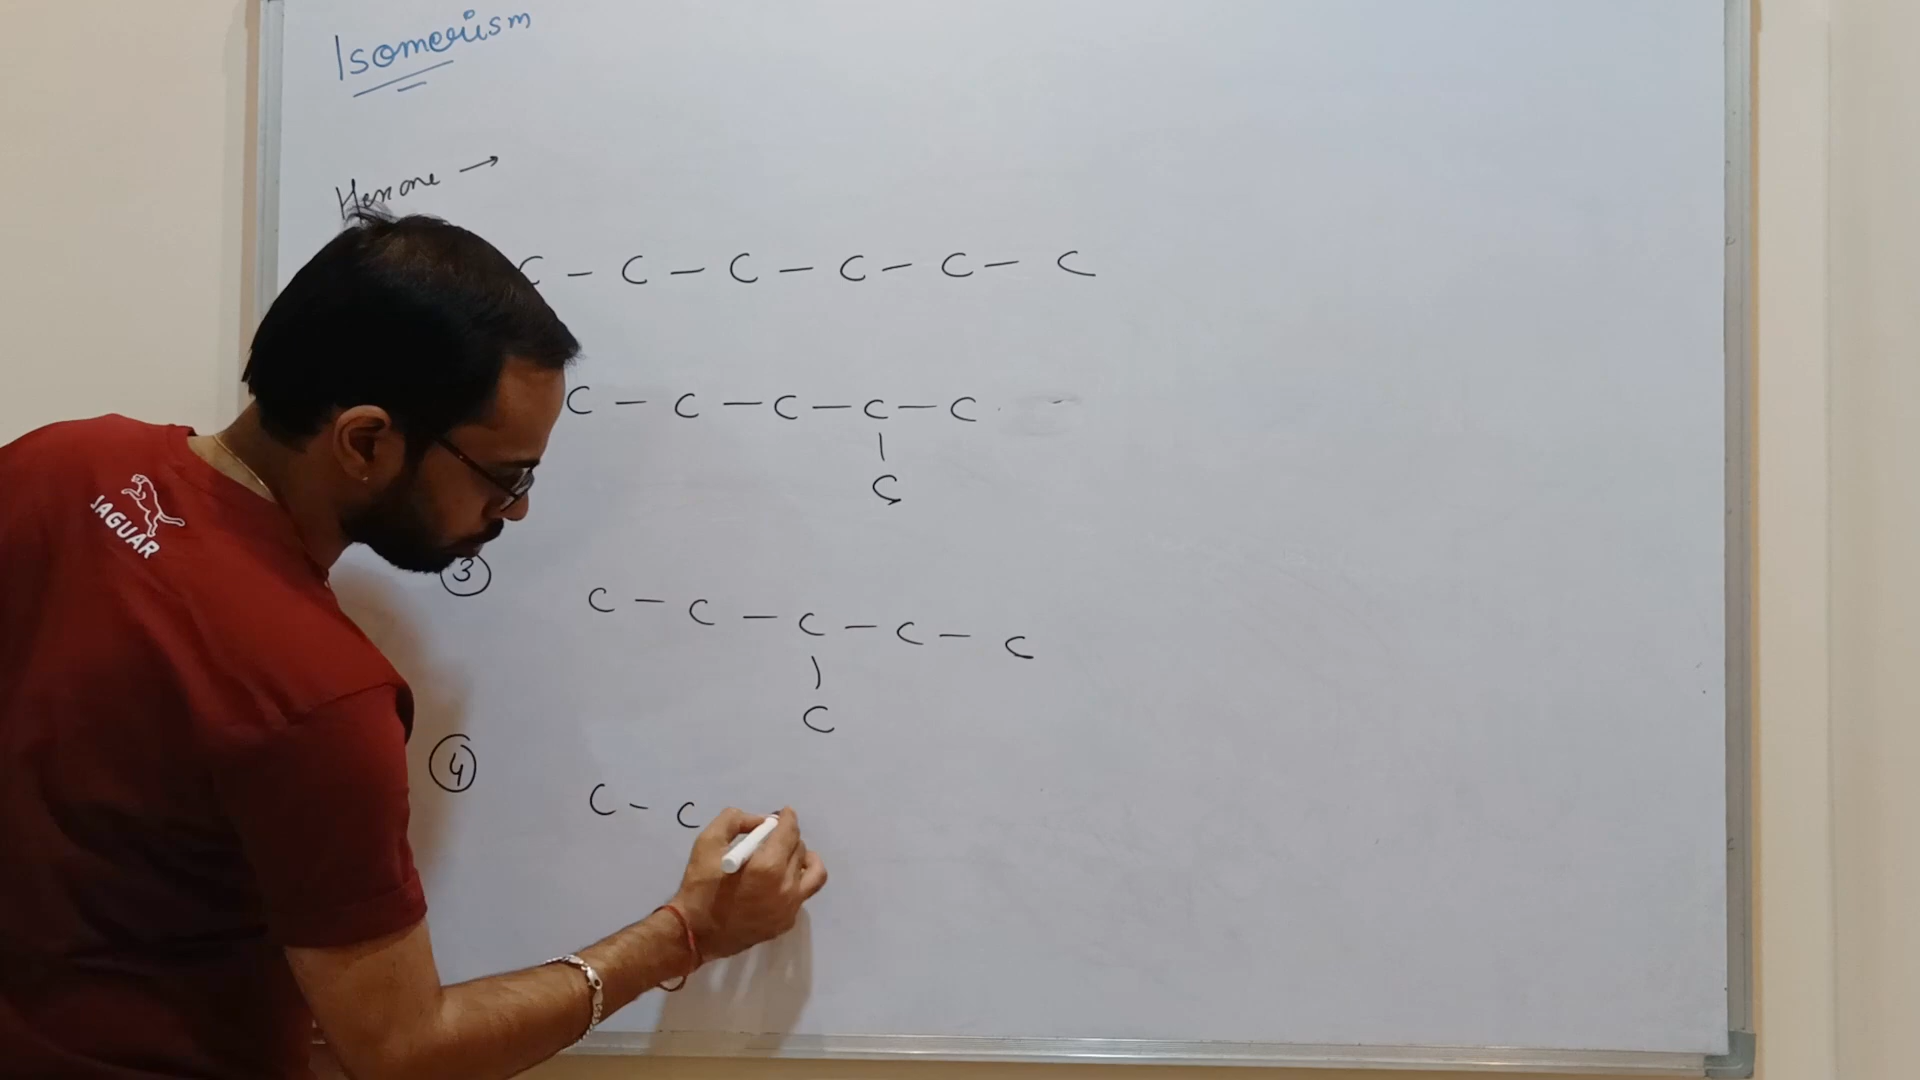 Isomerism
Hexane →
C - C - C - C - C - C
C - C - C - C - C
|
C
JAGUAR
③
C - C - C - C - C
|
C
④
C - C